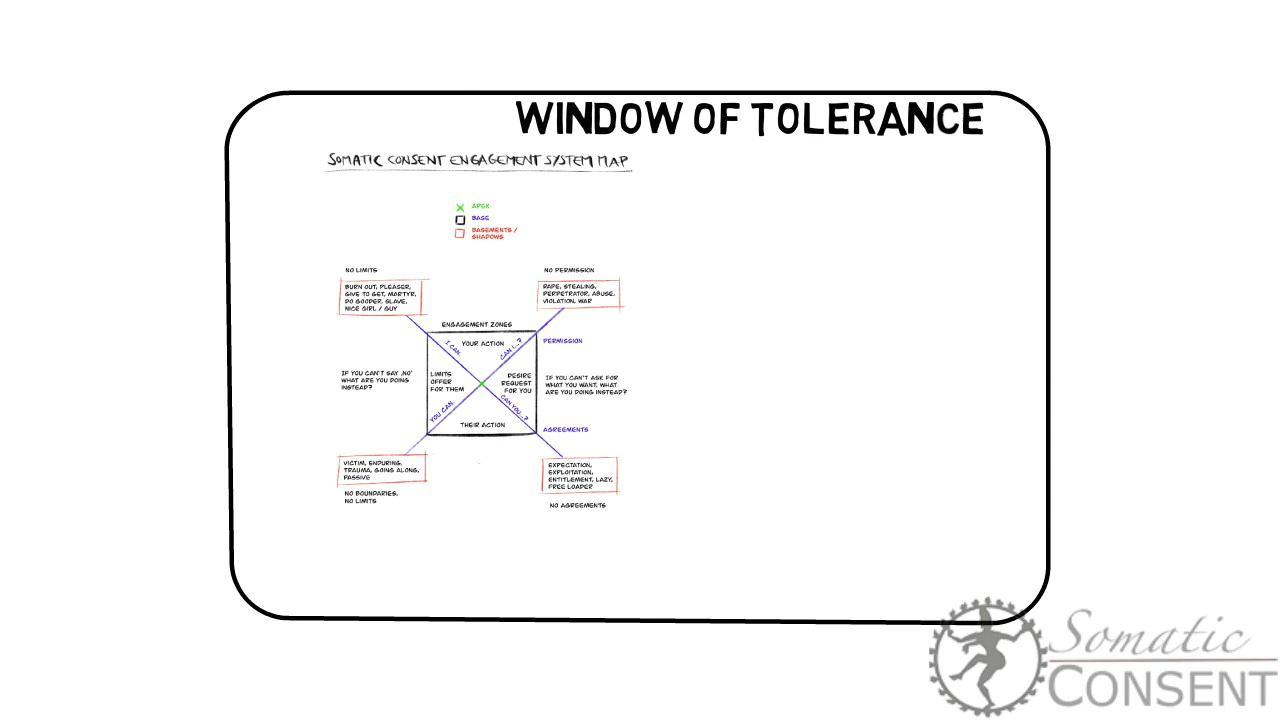 WINDOW OF TOLERANCE
SOMATIC CONSENT ENGAGEMENT SYSTEM MAP
APEX
BASE
BASEMENTS /
SHADOWS
NO LIMITS
BURN OUT, PLEASER,
GIVE TO GET, MARTYR,
DO GOODER, SLAVE,
NICE GIRL / GUY
NO PERMISSION
RAPE, STEALING,
PERPETRATOR, ABUSE,
VIOLATION, WAR
ENGAGEMENT ZONES
YOUR ACTION
I CAN.
CAN I...?
PERMISSION
IF YOU CAN'T SAY ,NO'
WHAT ARE YOU DOING
INSTEAD?
LIMITS
OFFER
FOR THEM
DESIRE
REQUEST
FOR YOU
IF YOU CAN'T ASK FOR
WHAT YOU WANT, WHAT
ARE YOU DOING INSTEAD?
YOU CAN.
CAN YOU...?
THEIR ACTION
AGREEMENTS
VICTIM, ENDURING,
TRAUMA, GOING ALONG,
PASSIVE
NO BOUNDARIES.
NO LIMITS
EXPECTATION,
EXPLOITATION,
ENTITLEMENT, LAZY,
FREE LOADER
NO AGREEMENTS
Somatic
CONSENT